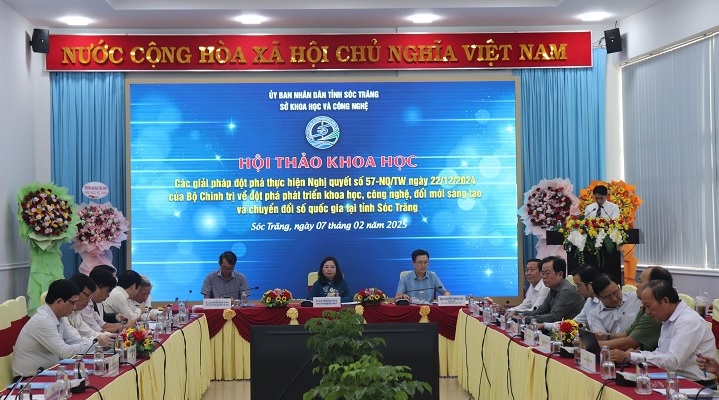 NƯỚC CỘNG HÒA XÃ HỘI CHỦ NGHĨA VIỆT NAM
ỦY BAN NHÂN DÂN TỈNH SÓC TRĂNG
SỞ KHOA HỌC VÀ CÔNG NGHỆ
HỘI THẢO KHOA HỌC
Các giải pháp đột phá thực hiện Nghị quyết số 57-NQ/TW ngày 22/12/2024
của Bộ Chính trị về đột phá phát triển khoa học, công nghệ, đổi mới sáng tạo
và chuyển đổi số quốc gia tại tỉnh Sóc Trăng
Sóc Trăng, ngày 07 tháng 02 năm 2025